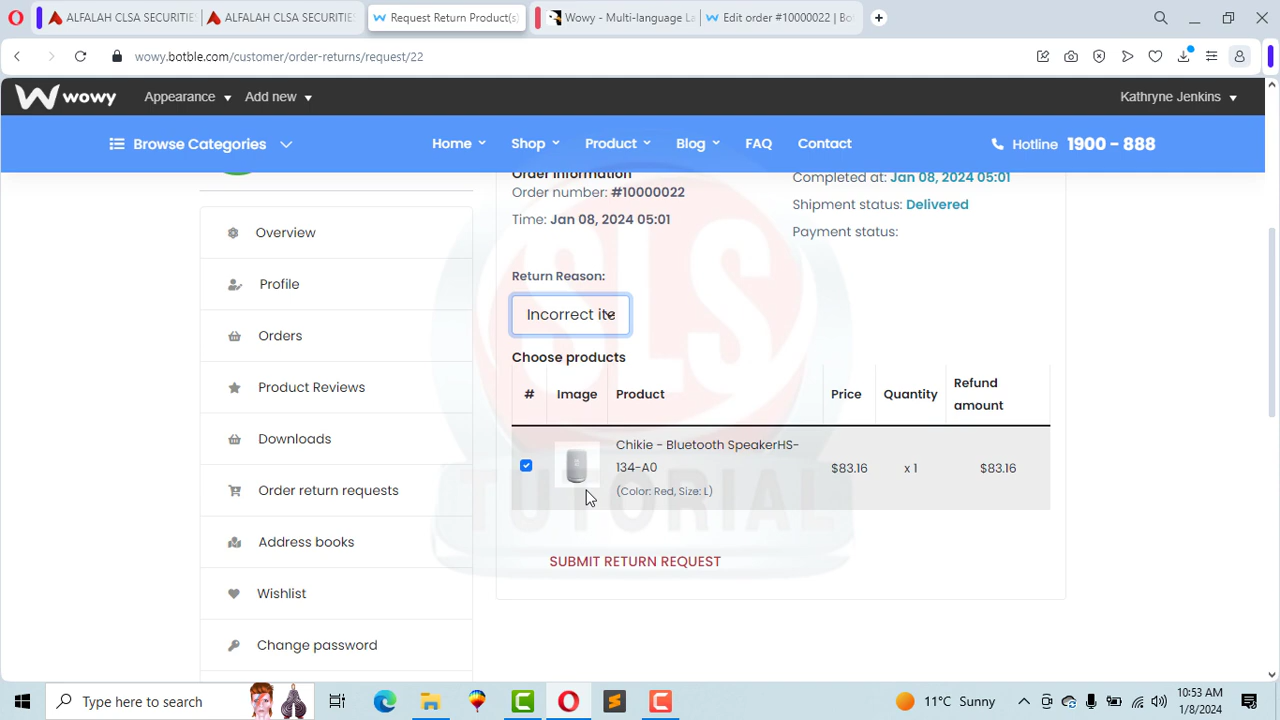 ALFALAH CLSA SECURITIES
ALFALAH CLSA SECURITIES
Request Return Product(s)
Wowy - Multi-language La
Edit order #10000022 | Bo
wowy.botble.com/customer/order-returns/request/22
wowy
Appearance
Add new
Kathryne Jenkins
Browse Categories
Home
Shop
Product
Blog
FAQ
Contact
Hotline 1900 - 888
Order information
Order number: #10000022
Time: Jan 08, 2024 05:01
Completed at: Jan 08, 2024 05:01
Shipment status: Delivered
Payment status:
Overview
Profile
Orders
Product Reviews
Downloads
Order return requests
Address books
Wishlist
Change password
Return Reason:
Incorrect ite
Choose products
# Image Product Price Quantity Refund amount
Chikie - Bluetooth SpeakerHS-
134-A0
(Color: Red, Size: L)
$83.16 x 1 $83.16
SUBMIT RETURN REQUEST
SLS
TUTORIAL
Type here to search
11°C Sunny
10:53 AM
1/8/2024